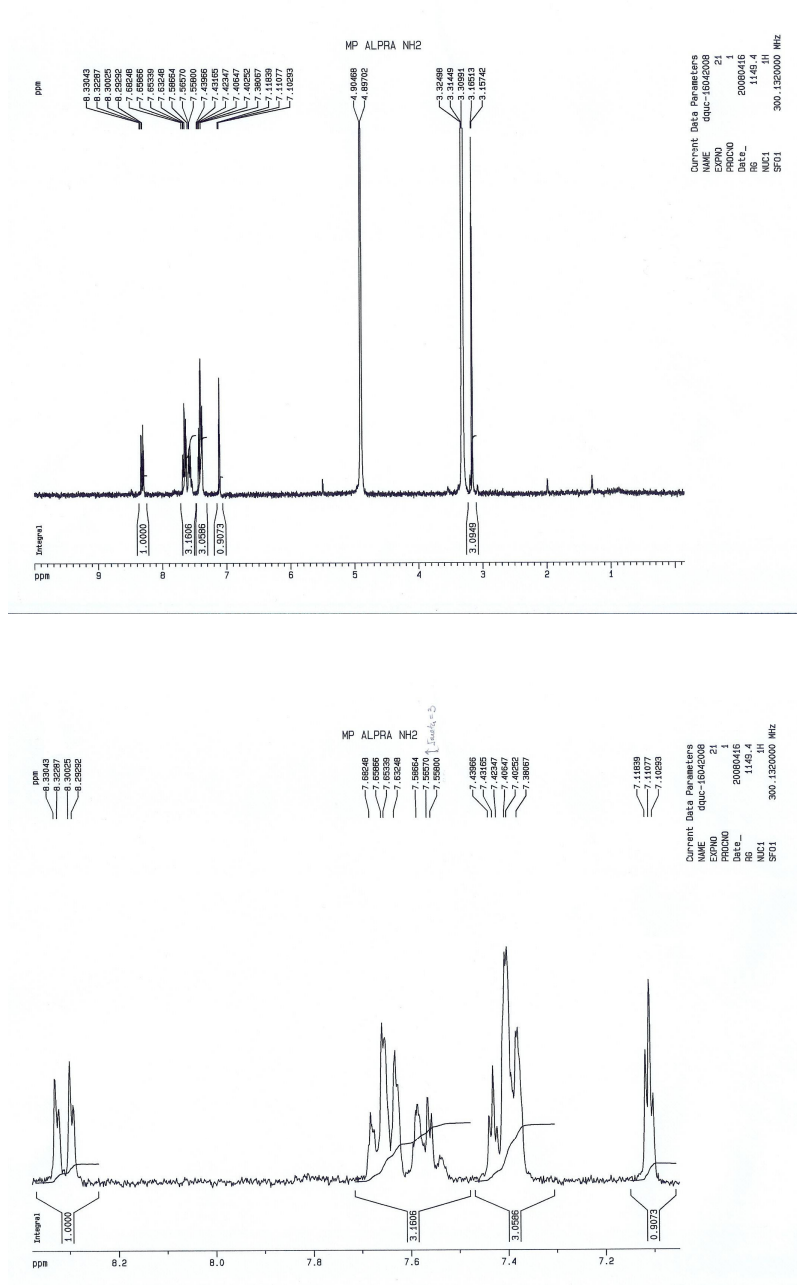 MP ALPRA NH2
ppm
8.33043
8.32287
8.30025
8.29292
7.68248
7.65866
7.65339
7.63248
7.58664
7.56570
7.55800
7.43966
7.43165
7.42347
7.40647
7.40252
7.38067
7.11839
7.11077
7.10293
4.90468
4.89702
3.32498
3.31449
3.30991
3.16513
3.15742
Current Data Parameters
NAME dquc-16042008
EXPNO 21
PROCNO 1
Date_ 20080416
RG 1149.4
NUC1 1H
SFO1 300.1320000 MHz
Integral
1.0000
3.1606
3.0586
0.9073
3.0949
ppm 9 8 7 6 5 4 3 2 1
MP ALPRA NH2
ppm
8.33043
8.32287
8.30025
8.29292
7.68248
7.65866
7.65339
7.63248
7.58664
7.56570
7.55800
7.43966
7.43165
7.42347
7.40647
7.40252
7.38067
7.11839
7.11077
7.10293
Current Data Parameters
NAME dquc-16042008
EXPNO 21
PROCNO 1
Date_ 20080416
RG 1149.4
NUC1 1H
SFO1 300.1320000 MHz
Integral
1.0000
3.1606
3.0586
0.9073
ppm 8.2 8.0 7.8 7.6 7.4 7.2